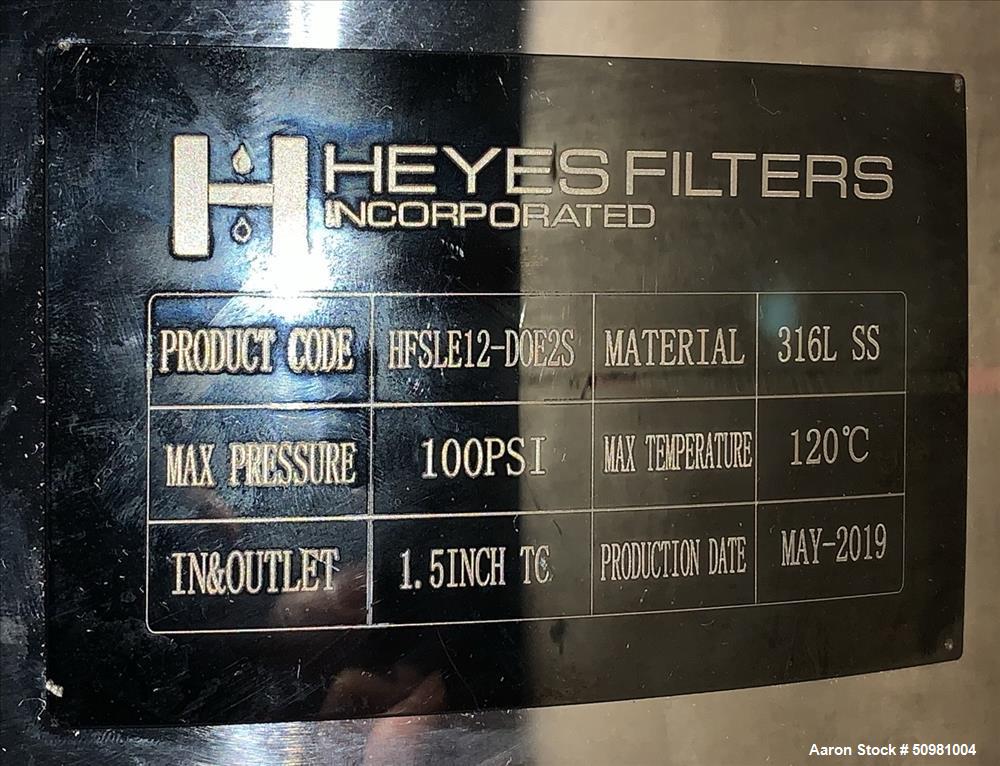 H HEYES FILTERS
INCORPORATED
PRODUCT CODE HFSLE12-DOE2S MATERIAL 316L SS
MAX PRESSURE 100PSI MAX TEMPERATURE 120℃
IN&OUTLET 1.5INCH TC PRODUCTION DATE MAY-2019
Aaron Stock # 50981004